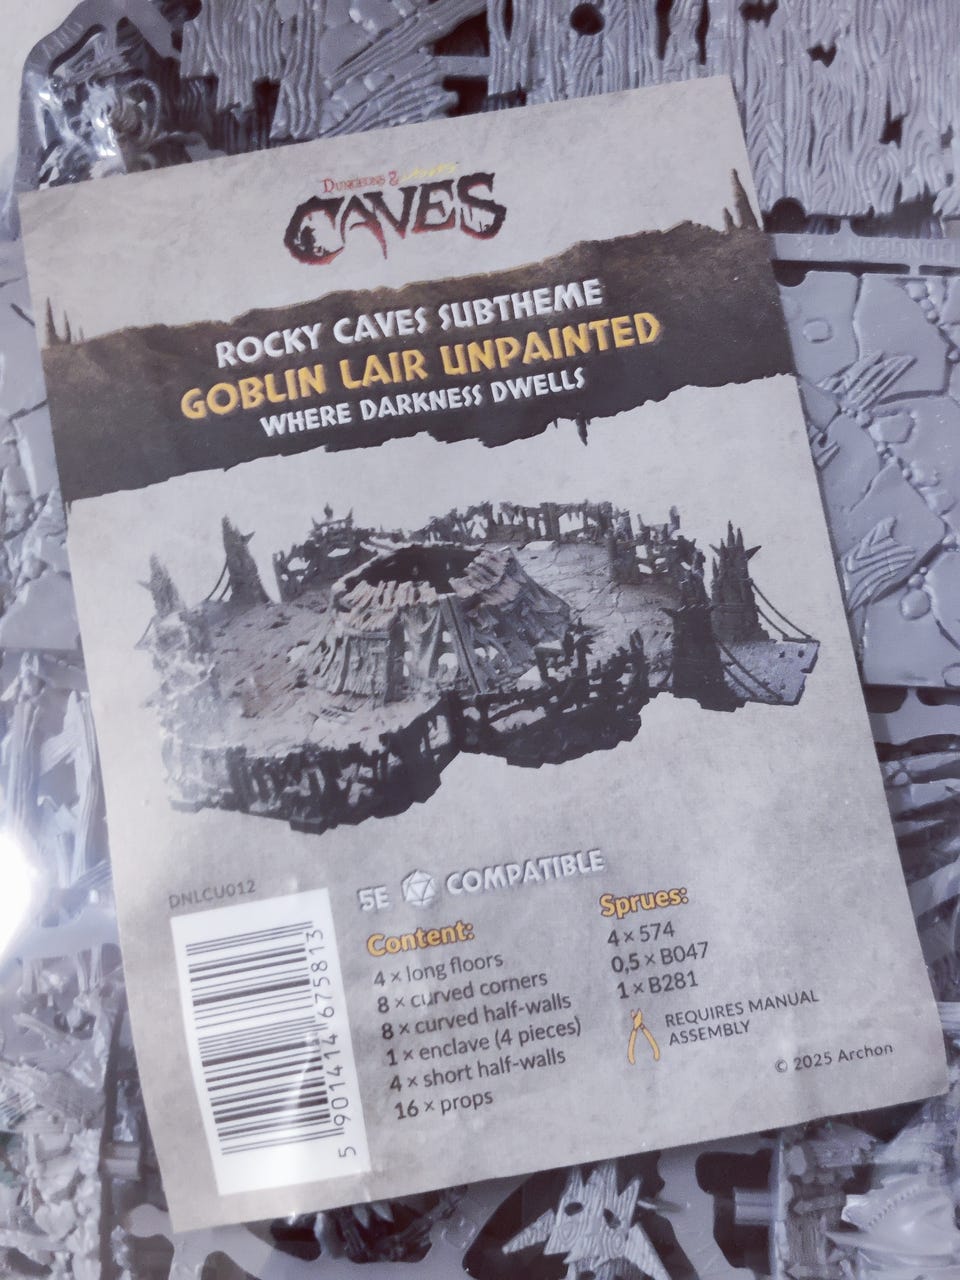 DUNGEONS &
CAVES
ROCKY CAVES SUBTHEME
GOBLIN LAIR UNPAINTED
WHERE DARKNESS DWELLS
DNLCU012
5 901414 675813
5E COMPATIBLE
Content:
4 × long floors
8 × curved corners
8 × curved half-walls
1 × enclave (4 pieces)
4 × short half-walls
16 × props
Sprues:
4 × 574
0,5 × B047
1 × B281
REQUIRES MANUAL
ASSEMBLY
© 2025 Archon